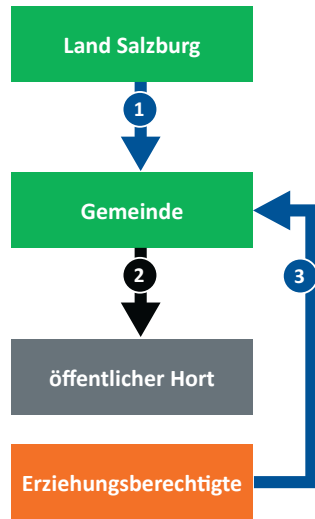 Land Salzburg
1
Gemeinde
2
3
öffentlicher Hort
Erziehungsberechtigte